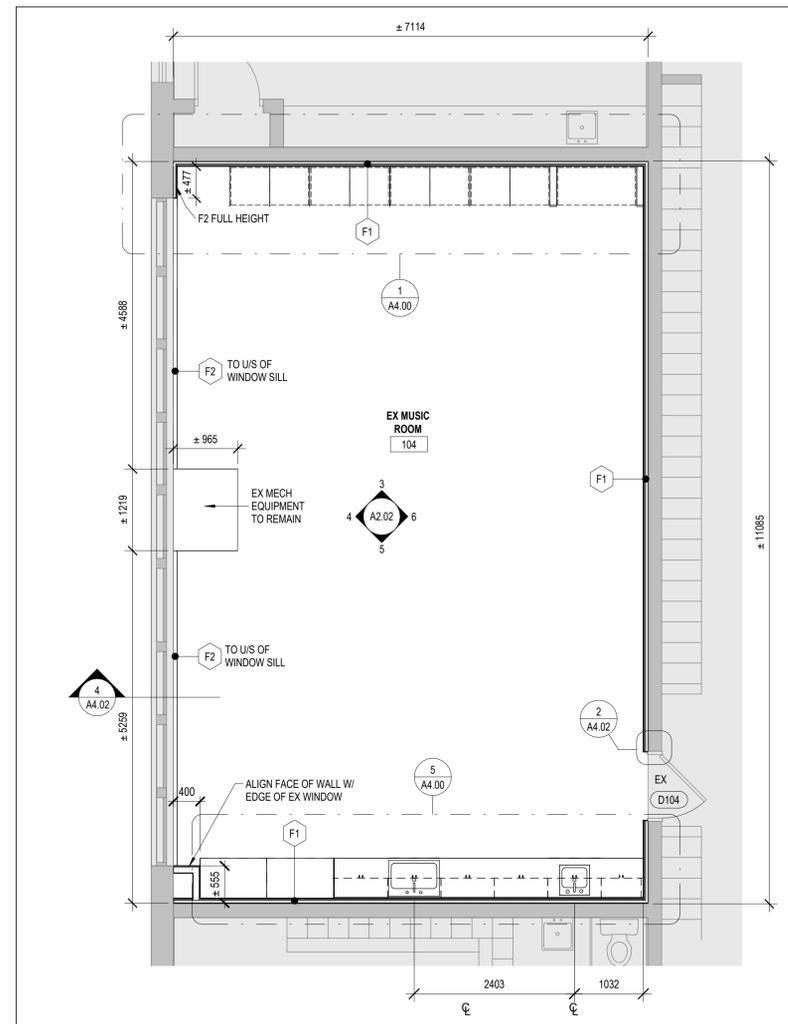 ± 7114
± 477
F2 FULL HEIGHT
F1
1
A4.00
± 4588
F2
TO U/S OF
WINDOW SILL
EX MUSIC
ROOM
104
± 965
F1
± 1219
EX MECH
EQUIPMENT
TO REMAIN
3
4
A2.02
6
5
± 11085
F2
TO U/S OF
WINDOW SILL
4
A4.02
± 5259
2
A4.02
5
A4.00
EX
D104
400
ALIGN FACE OF WALL W/
EDGE OF EX WINDOW
F1
± 555
2403
1032
℄
℄